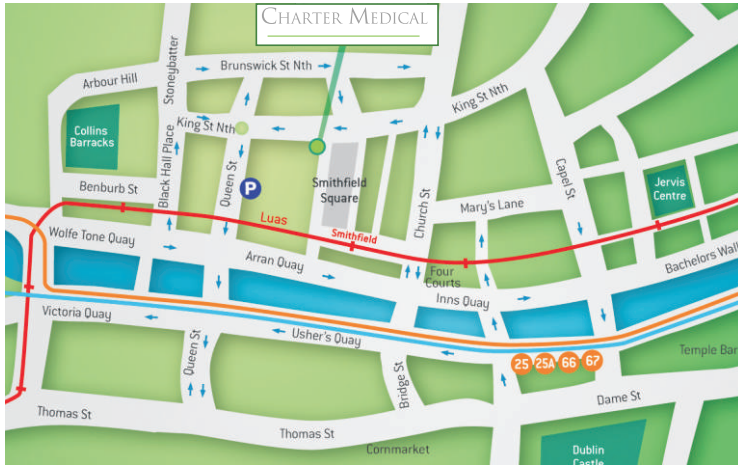 CHARTER MEDICAL
Brunswick St Nth
Stoneybatter
Arbour Hill
King St Nth
King St Nth
Collins
Barracks
Black Hall Place
Queen St
P
Smithfield
Square
Church St
Capel St
Jervis
Centre
Benburb St
Mary's Lane
Luas
Smithfield
Wolfe Tone Quay
Arran Quay
Four
Courts
Bachelors Wal
Inns Quay
Victoria Quay
Usher's Quay
Queen St
Bridge St
25
25A
66
67
Temple Bar
Dame St
Thomas St
Thomas St
Cornmarket
Dublin
Castle